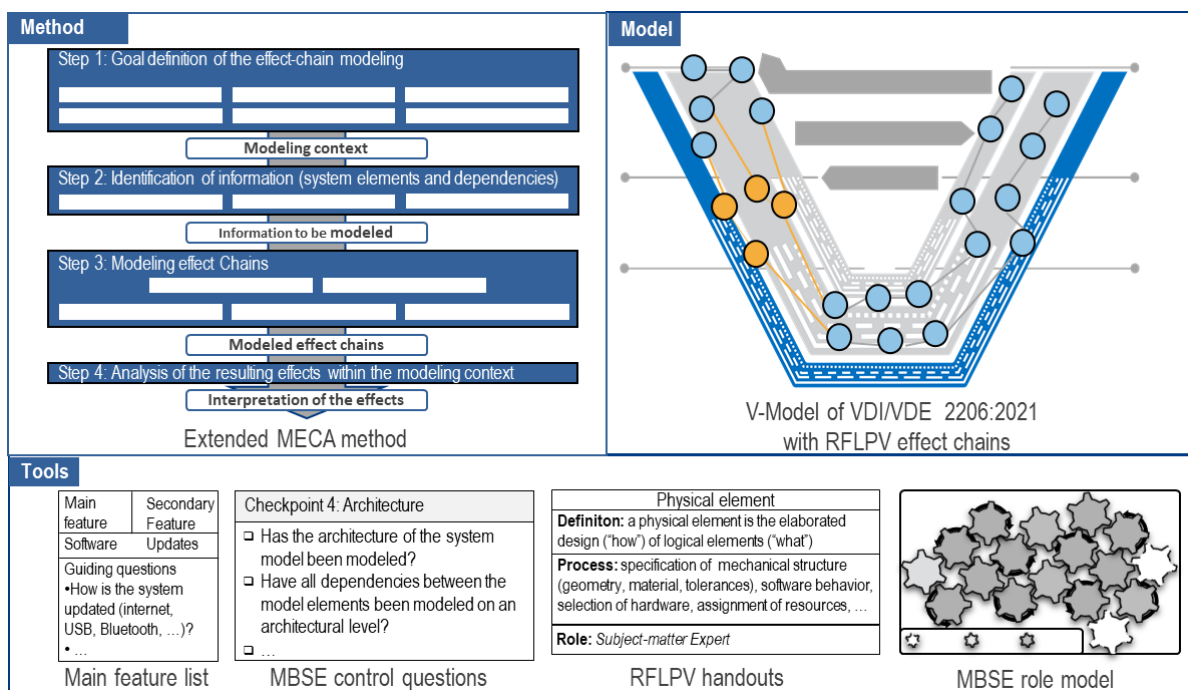 Method
Step 1: Goal definition of the effect-chain modeling
Modeling context
Step 2: Identification of information (system elements and dependencies)
Information to be modeled
Step 3: Modeling effect Chains
Modeled effect chains
Step 4: Analysis of the resulting effects within the modeling context
Interpretation of the effects
Extended MECA method
Model
V-Model of VDI/VDE 2206:2021
with RFLPV effect chains
Tools
Main
feature
Secondary
Feature
Software
Updates
Guiding questions
•How is the system
updated (internet,
USB, Bluetooth, …)?
• …
Main feature list
Checkpoint 4: Architecture
❑ Has the architecture of the
system model been modeled?
❑ Have all dependencies between the
model elements been modeled on an
architectural level?
❑ …
MBSE control questions
Physical element
Definiton: a physical element is the elaborated
design (“how”) of logical elements (“what”)
Process: specification of mechanical structure
(geometry, material, tolerances), software behavior,
selection of hardware, assignment of resources, …
Role: Subject-matter Expert
RFLPV handouts
MBSE role model